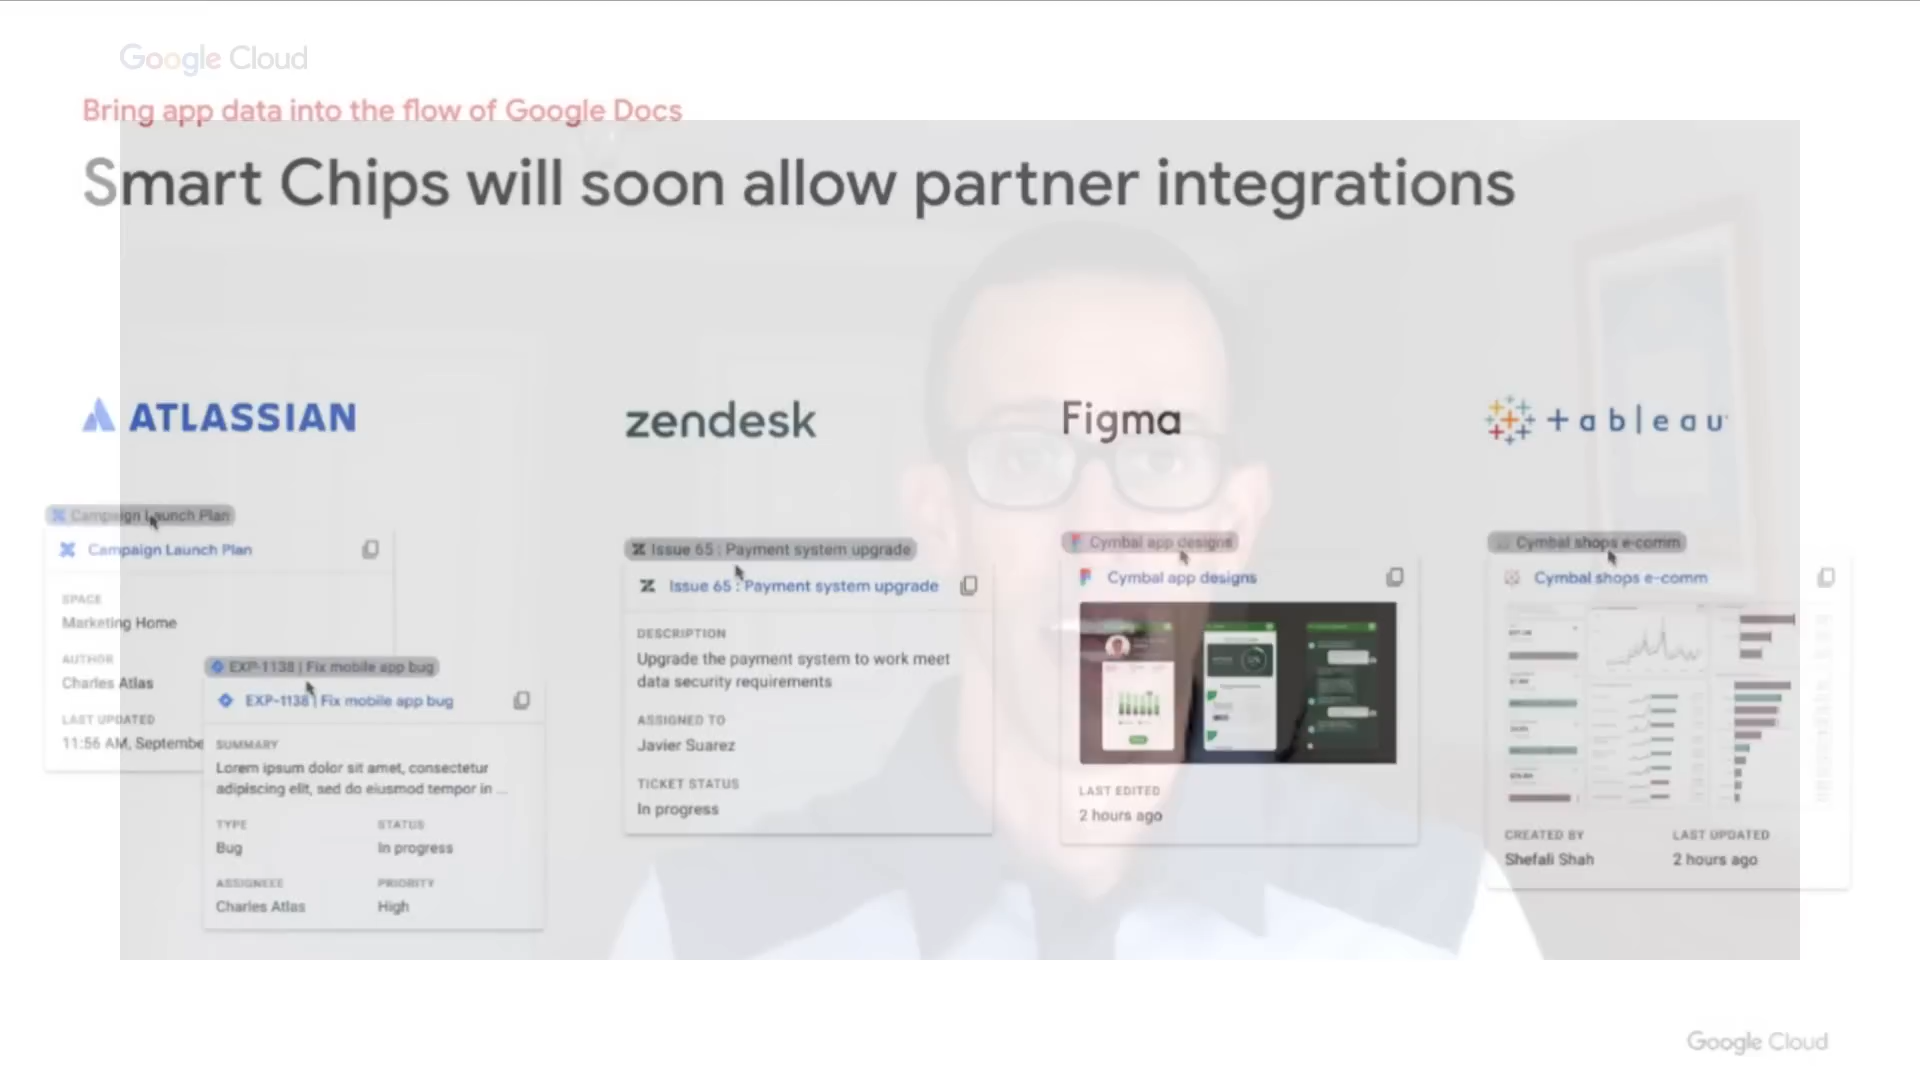 Google Cloud
Bring app data into the flow of Google Docs
Smart Chips will soon allow partner integrations
ATLASSIAN
Campaign Launch Plan
Campaign Launch Plan
SPACE
Marketing Home
AUTHOR
Charles Atlas
LAST UPDATED
11:56 AM, Septembe
EXP-1138 | Fix mobile app bug
EXP-1138 | Fix mobile app bug
SUMMARY
Lorem ipsum dolor sit amet, consectetur
adipiscing elit, sed do eiusmod tempor in ...
TYPE
STATUS
Bug
In progress
ASSIGNEEE
PRIORITY
Charles Atlas
High
zendesk
Issue 65 : Payment system upgrade
Issue 65 : Payment system upgrade
DESCRIPTION
Upgrade the payment system to work meet
data security requirements
ASSIGNED TO
Javier Suarez
TICKET STATUS
In progress
Figma
Cymbal app designs
Cymbal app designs
LAST EDITED
2 hours ago
+ableau
Cymbal shops e-comm
Cymbal shops e-comm
CREATED BY
LAST UPDATED
Shefali Shah
2 hours ago
Google Cloud